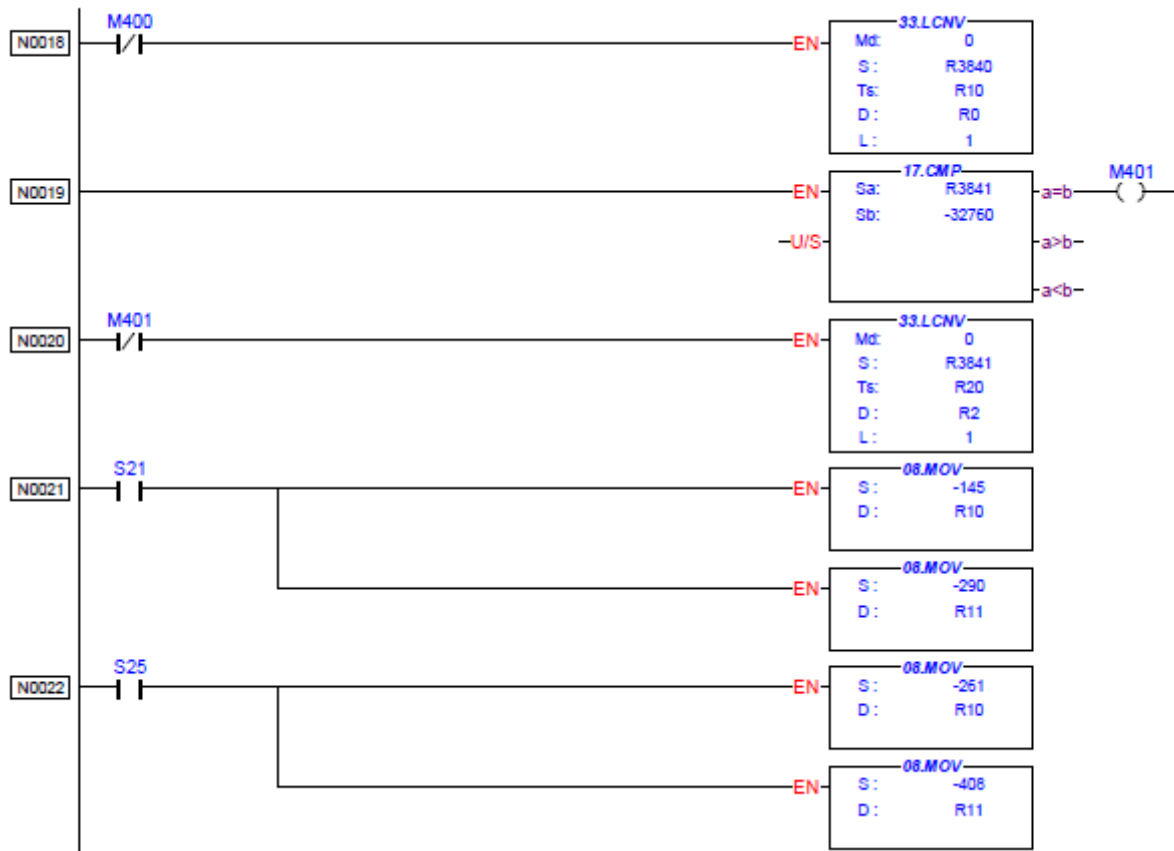 M400
N0018
EN
33.LCNV
Md: 0
S : R3840
Ts: R10
D : R0
L : 1
N0019
EN
U/S
17.CMP
Sa: R3841
Sb: -32760
a=b
a>b
a<b
M401
M401
N0020
EN
33.LCNV
Md: 0
S : R3841
Ts: R20
D : R2
L : 1
S21
N0021
EN
08.MOV
S : -145
D : R10
EN
08.MOV
S : -290
D : R11
S25
N0022
EN
08.MOV
S : -261
D : R10
EN
08.MOV
S : -408
D : R11